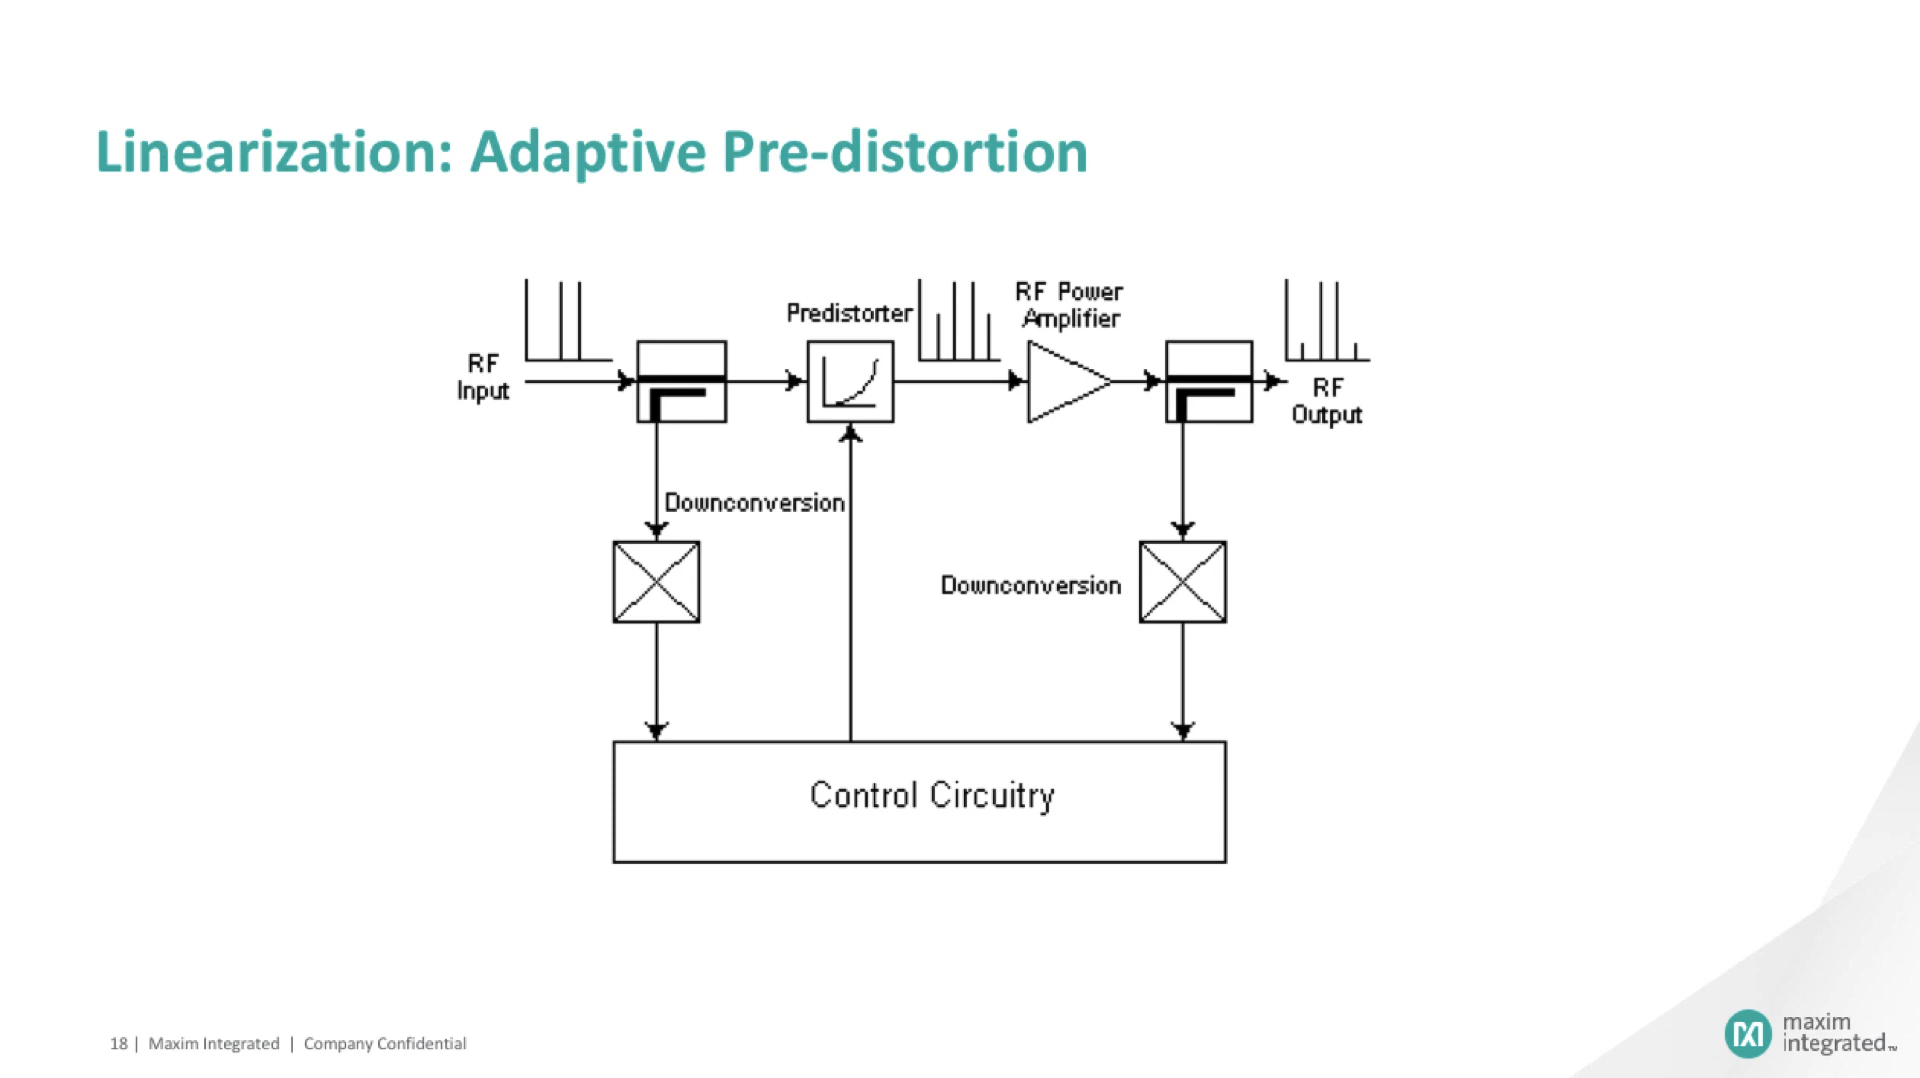 Linearization: Adaptive Pre-distortion
RF
Input
Predistorter
RF Power
Amplifier
RF
Output
Downconversion
Downconversion
Control Circuitry
18 | Maxim Integrated | Company Confidential
maxim
integrated™